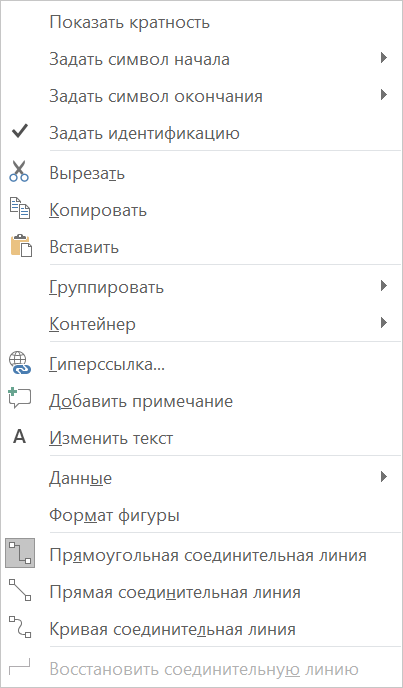 Показать кратность
Задать символ начала
Задать символ окончания
Задать идентификацию
Вырезать
Копировать
Вставить
Группировать
Контейнер
Гиперссылка...
Добавить примечание
Изменить текст
Данные
Формат фигуры
Прямоугольная соединительная линия
Прямая соединительная линия
Кривая соединительная линия
Восстановить соединительную линию